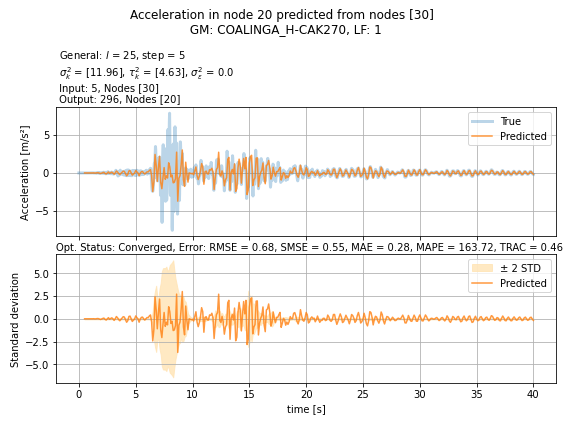 Acceleration in node 20 predicted from nodes [30]
GM: COALINGA_H-CAK270, LF: 1
General: l = 25, step = 5
σ²ₖ = [11.96], τ²ₖ = [4.63], σ²ε = 0.0
Input: 5, Nodes [30]
Output: 296, Nodes [20]
Acceleration [m/s²]
5
0
−5
True
Predicted
Opt. Status: Converged, Error: RMSE = 0.68, SMSE = 0.55, MAE = 0.28, MAPE = 163.72, TRAC = 0.46
Standard deviation
5.0
2.5
0.0
−2.5
−5.0
± 2 STD
Predicted
0 5 10 15 20 25 30 35 40
time [s]